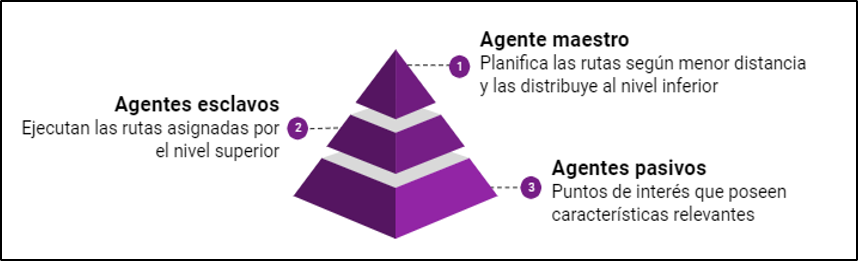 Agente maestro
1
Planifica las rutas según menor distancia
y las distribuye al nivel inferior
Agentes esclavos
2
Ejecutan las rutas asignadas por
el nivel superior
Agentes pasivos
3
Puntos de interés que poseen
características relevantes